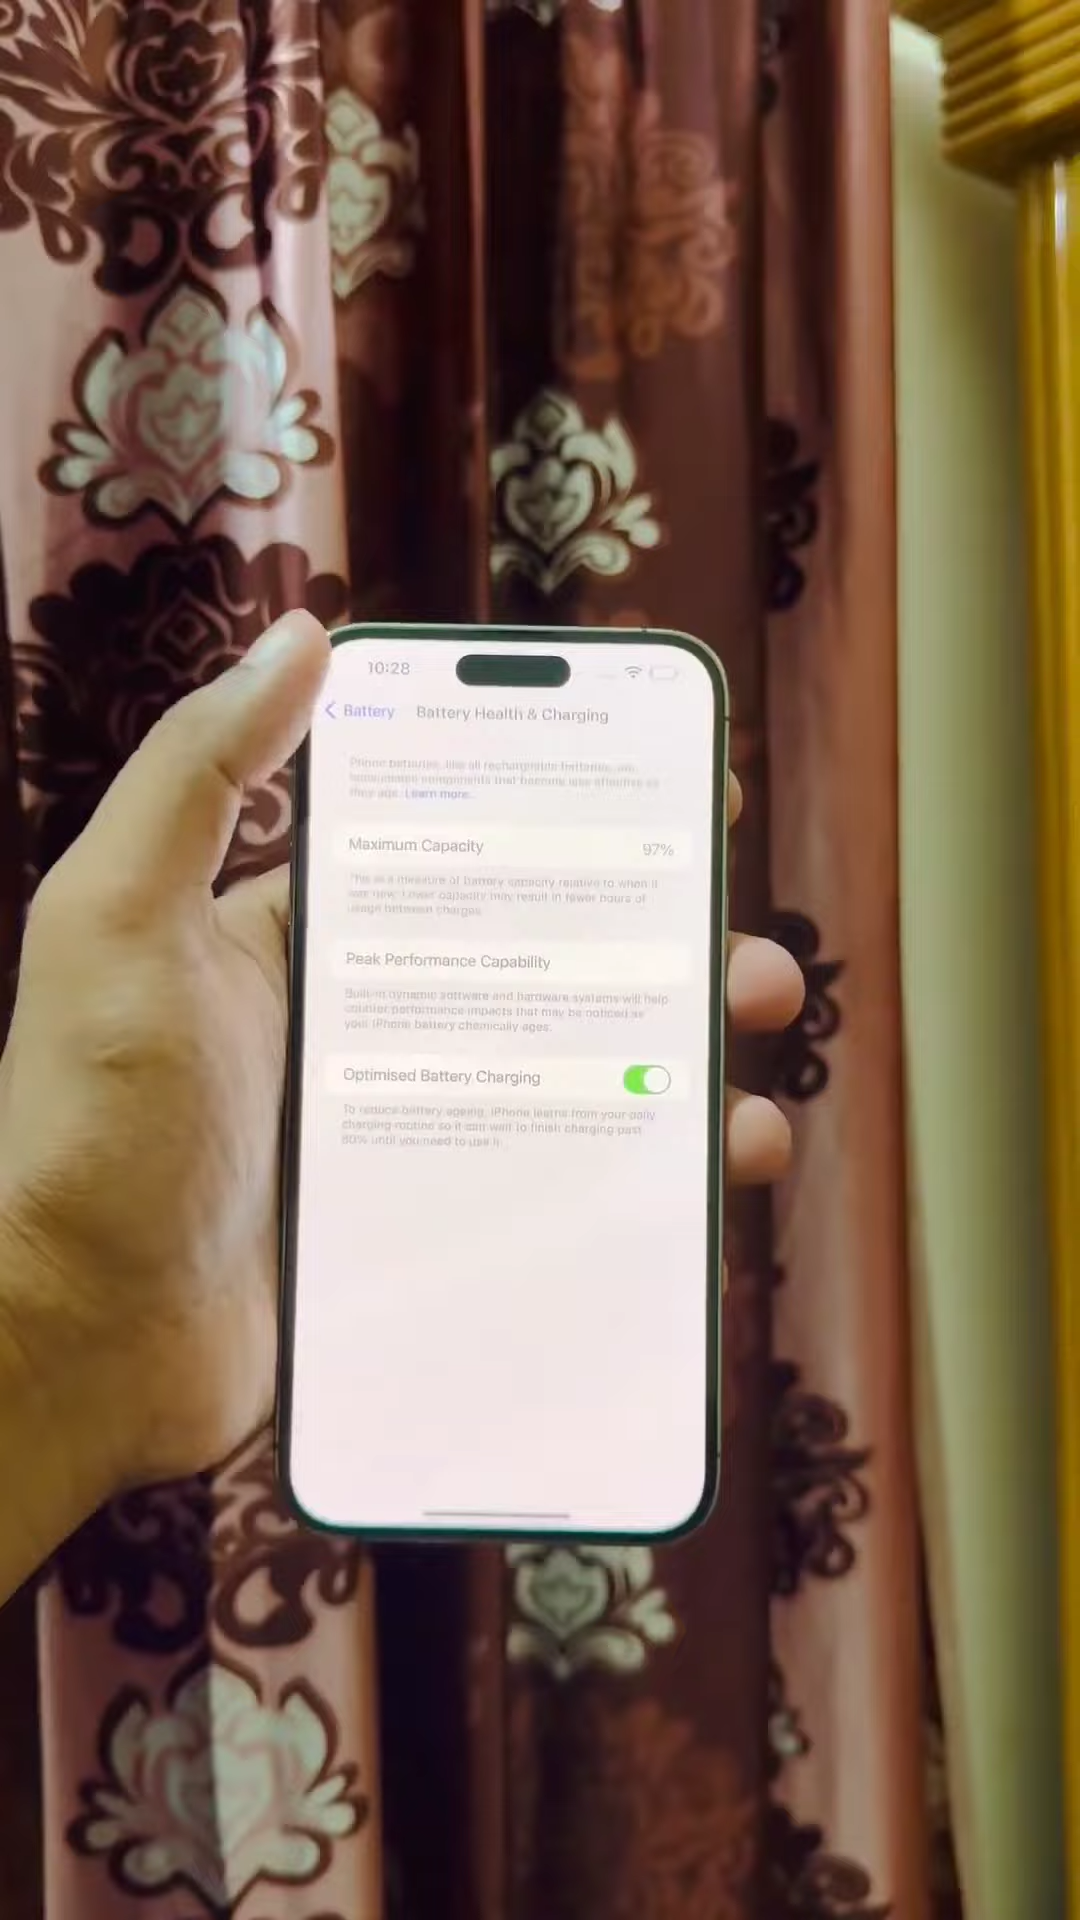 10:28
Battery
Battery Health & Charging
Phone batteries, like all rechargeable batteries, are
consumable components that become less effective as
they age. Learn more...
Maximum Capacity
97%
This is a measure of battery capacity relative to when it
was new. Lower capacity may result in fewer hours of
usage between charges.
Peak Performance Capability
Built-in dynamic software and hardware systems will help
counter performance impacts that may be noticed as
your iPhone battery chemically ages.
Optimised Battery Charging
To reduce battery ageing, iPhone learns from your daily
charging routine so it can wait to finish charging past
80% until you need to use it.